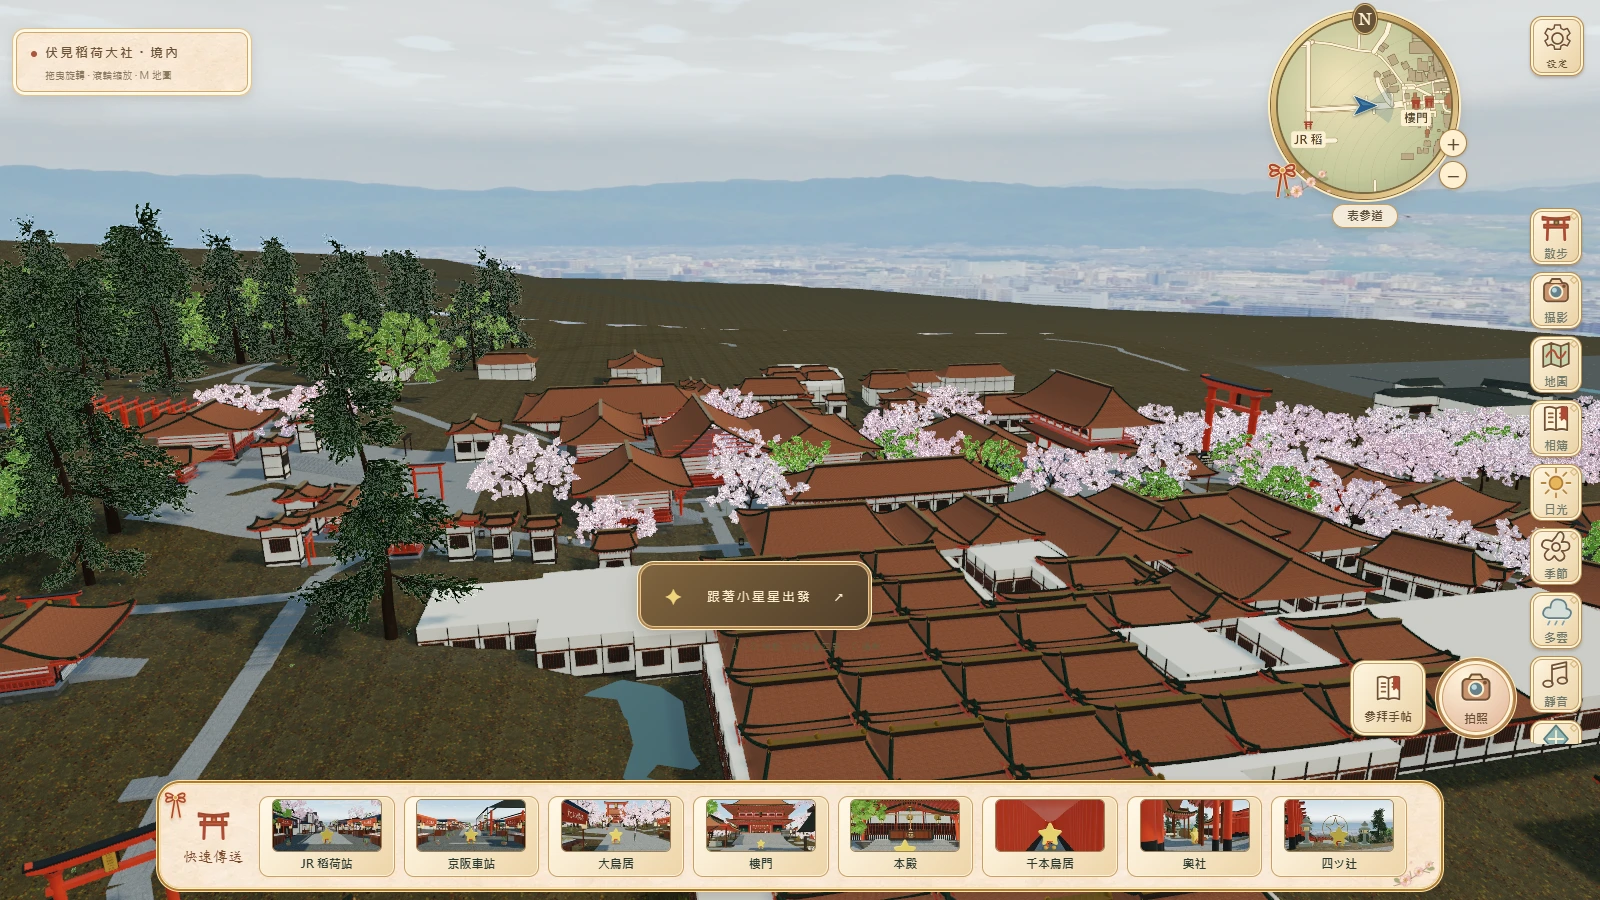 伏見稻荷大社・境內
拖曳旋轉 · 滾輪縮放 · M 地圖
N
樓門
JR 稻
+
−
表參道
設定
散步
攝影
地圖
相簿
日光
季節
多雲
靜音
跟著小星星出發 ↗
參拜手帖
拍照
快速傳送
JR 稻荷站
京阪車站
大鳥居
樓門
本殿
千本鳥居
奧社
四ツ辻